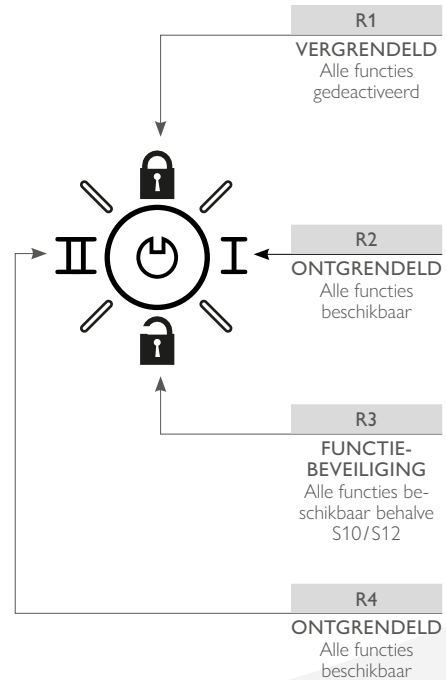 R1
VERGRENDELD
Alle functies
gedeactiveerd
II
I
R2
ONTGRENDELD
Alle functies
beschikbaar
R3
FUNCTIE-
BEVEILIGING
Alle functies be-
schikbaar behalve
S10/S12
R4
ONTGRENDELD
Alle functies
beschikbaar